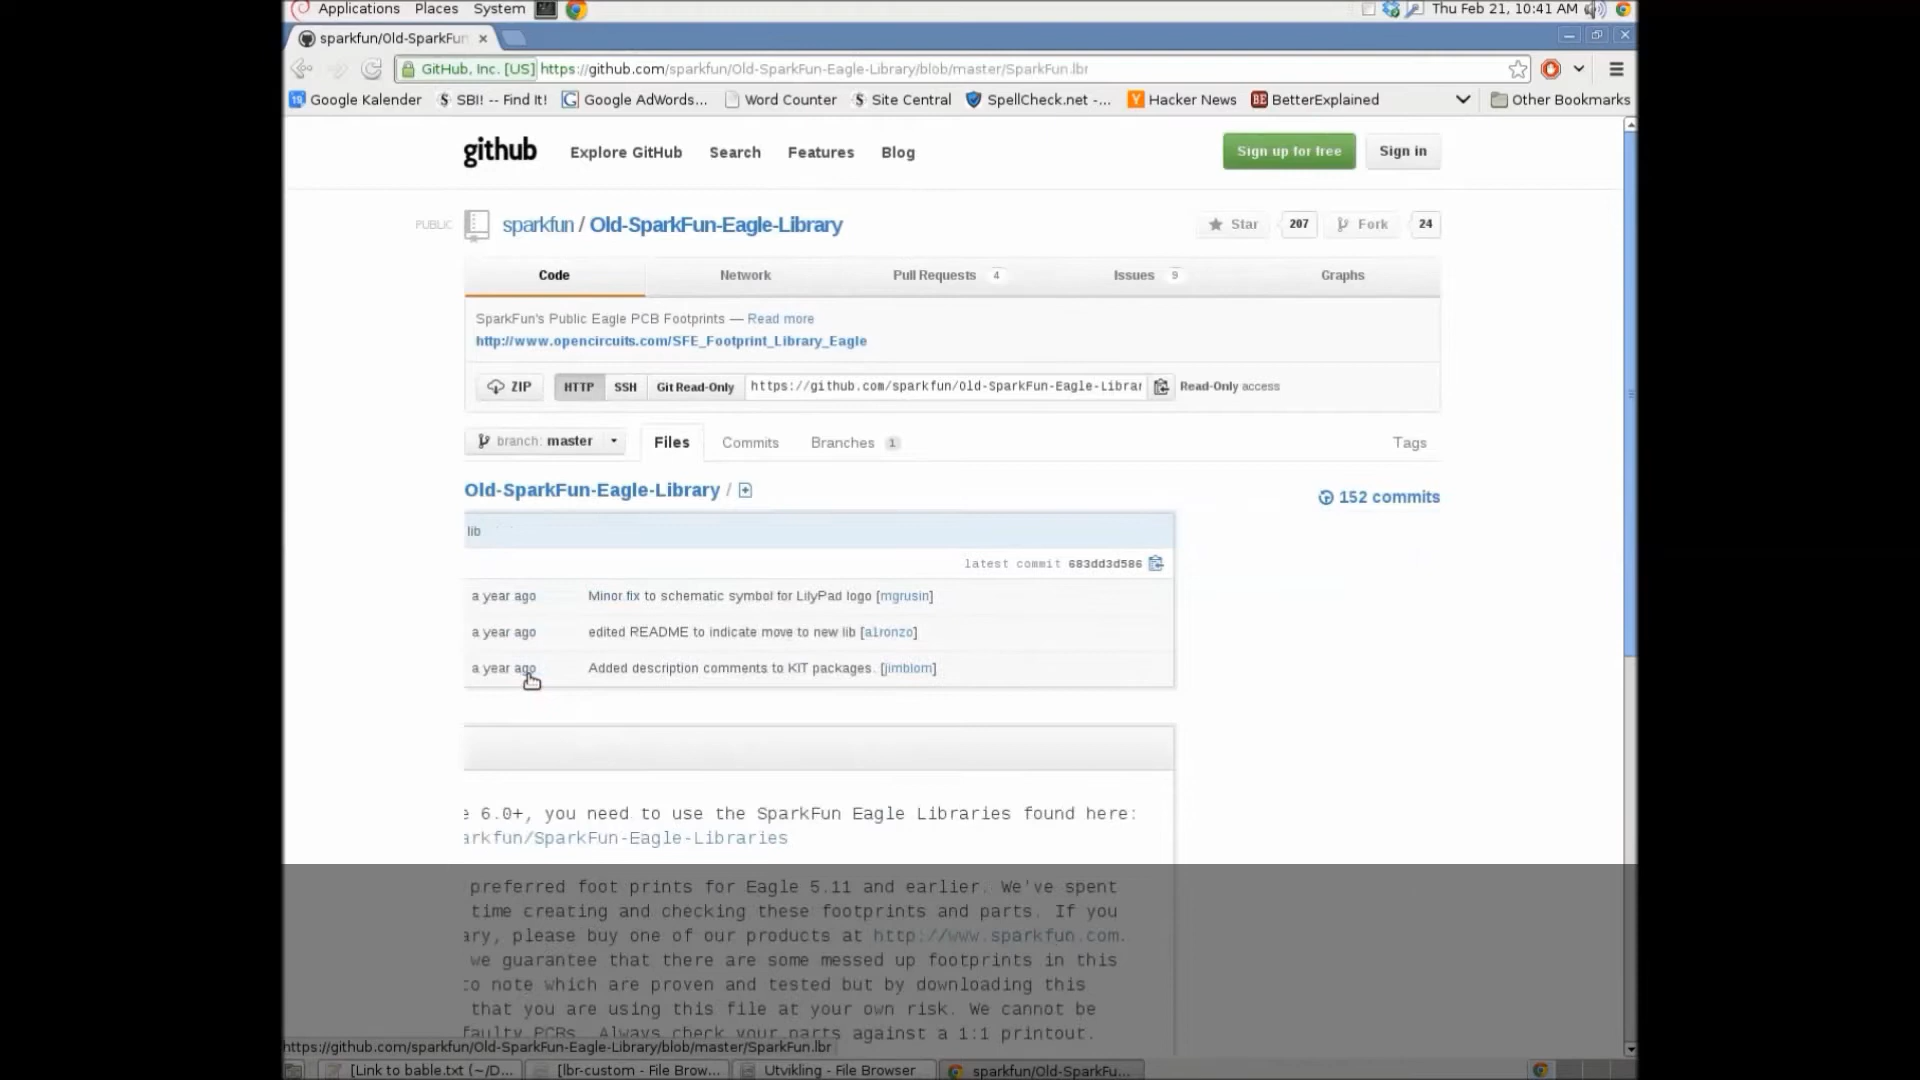 Applications Places System Thu Feb 21, 10:41 AM
sparkfun/Old-SparkFun
GitHub, Inc. [US] https://github.com/sparkfun/Old-SparkFun-Eagle-Library/blob/master/SparkFun.lbr
Google Kalender SBI! -- Find It! Google AdWords... Word Counter Site Central SpellCheck.net -... Hacker News BetterExplained Other Bookmarks
github Explore GitHub Search Features Blog Sign up for free Sign in
PUBLIC sparkfun / Old-SparkFun-Eagle-Library Star 207 Fork 24
Code Network Pull Requests 4 Issues 9 Graphs
SparkFun's Public Eagle PCB Footprints — Read more
http://www.opencircuits.com/SFE_Footprint_Library_Eagle
ZIP HTTP SSH Git Read-Only https://github.com/sparkfun/Old-SparkFun-Eagle-Librar Read-Only access
branch: master Files Commits Branches 1 Tags
Old-SparkFun-Eagle-Library / 152 commits
lib
latest commit 683dd3d586
a year ago Minor fix to schematic symbol for LilyPad logo [mgrusin]
a year ago edited README to indicate move to new lib [alronzo]
a year ago Added description comments to KIT packages. [jimblom]
e 6.0+, you need to use the SparkFun Eagle Libraries found here:
arkfun/SparkFun-Eagle-Libraries
preferred foot prints for Eagle 5.11 and earlier. We've spent
time creating and checking these footprints and parts. If you
ary, please buy one of our products at http://www.sparkfun.com.
we guarantee that there are some messed up footprints in this
to note which are proven and tested but by downloading this
that you are using this file at your own risk. We cannot be
faulty PCBs. Always check your parts against a 1:1 printout.
https://github.com/sparkfun/Old-SparkFun-Eagle-Library/blob/master/SparkFun.lbr
[Link to bable.txt (~/D... [lbr-custom - File Brow... Utvikling - File Browser sparkfun/Old-SparkFu...